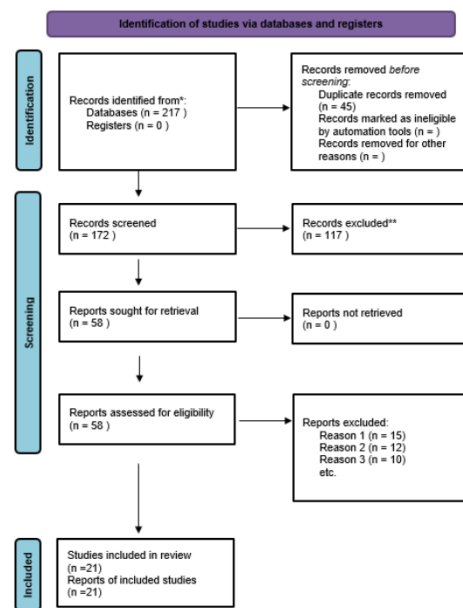 Identification of studies via databases and registers
Identification
Records identified from*:
Databases (n = 217 )
Registers (n = 0 )
Records removed before
screening:
Duplicate records removed
(n = 45)
Records marked as ineligible
by automation tools (n = )
Records removed for other
reasons (n = )
Screening
Records screened
(n = 172 )
Records excluded**
(n = 117 )
Reports sought for retrieval
(n = 58 )
Reports not retrieved
(n = 0 )
Reports assessed for eligibility
(n = 58 )
Reports excluded:
Reason 1 (n = 15)
Reason 2 (n = 12)
Reason 3 (n = 10)
etc.
Included
Studies included in review
(n =21)
Reports of included studies
(n =21)